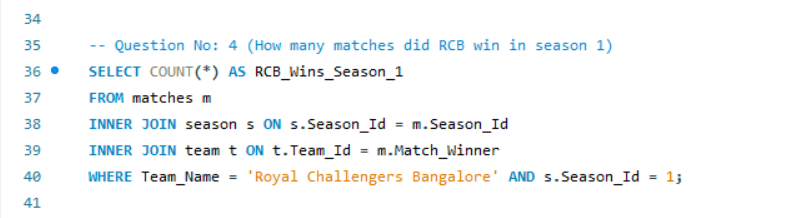 34
35 -- Question No: 4 (How many matches did RCB win in season 1)
36 SELECT COUNT(*) AS RCB_Wins_Season_1
37 FROM matches m
38 INNER JOIN season s ON s.Season_Id = m.Season_Id
39 INNER JOIN team t ON t.Team_Id = m.Match_Winner
40 WHERE Team_Name = 'Royal Challengers Bangalore' AND s.Season_Id = 1;
41